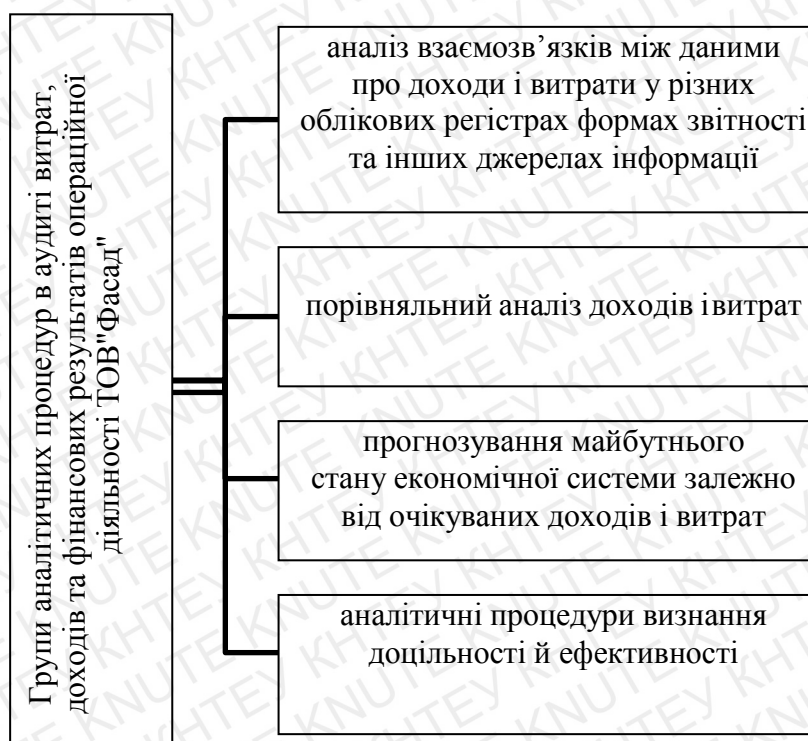 Групи аналітичних процедур в аудиті витрат,
доходів та фінансових результатів операційної
діяльності ТОВ"Фасад"
аналіз взаємозв’язків між даними
про доходи і витрати у різних
облікових регістрах формах звітності
та інших джерелах інформації
порівняльний аналіз доходів івитрат
прогнозування майбутнього
стану економічної системи залежно
від очікуваних доходів і витрат
аналітичні процедури визнання
доцільності й ефективності
KNUTE КНТЕУ